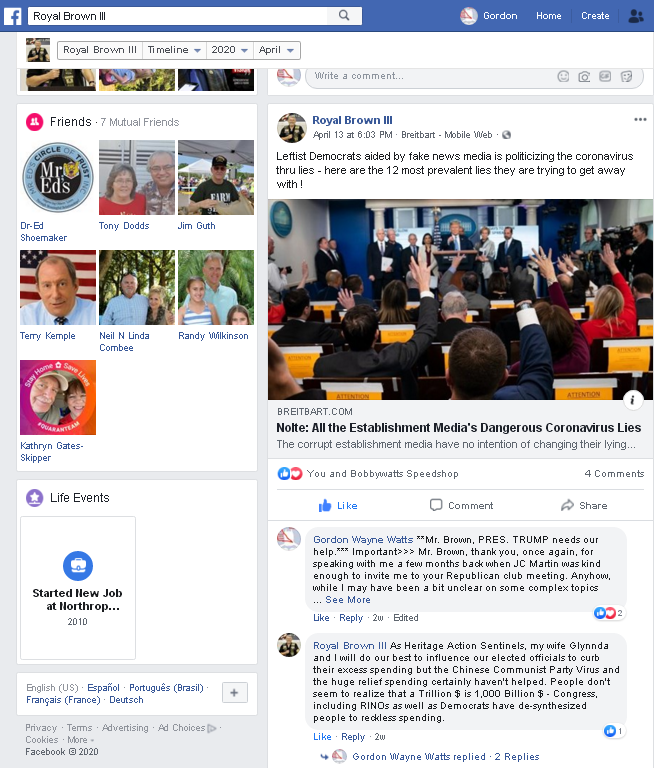 Royal Brown III
Gordon
Home
Create
Royal Brown III
Timeline
2020
April
Write a comment...
Friends · 7 Mutual Friends
DR ED'S CIRCLE OF TRUST
Mr
Ed's
Dr-Ed
Shoemaker
Tony Dodds
FARM
Jim Guth
Terry Kemple
Neil N Linda
Combee
Randy Wilkinson
Stay Home Save Lives
#QUARANTEAM
Kathryn Gates-
Skipper
Life Events
Started New Job
at Northrop...
2010
English (US) · Español · Português (Brasil) ·
Français (France) · Deutsch
+
Privacy · Terms · Advertising · Ad Choices ·
Cookies · More
Facebook © 2020
Royal Brown III
April 13 at 6:03 PM · Breitbart - Mobile Web ·
Leftist Democrats aided by fake news media is politicizing the coronavirus
thru lies - here are the 12 most prevalent lies they are trying to get away
with !
ATTENTION
ATTENTION
ATTENTION
BREITBART.COM
Nolte: All the Establishment Media's Dangerous Coronavirus Lies
The corrupt establishment media have no intention of changing their lying...
You and Bobbywatts Speedshop
4 Comments
Like
Comment
Share
Gordon Wayne Watts **Mr. Brown, PRES. TRUMP needs our
help.*** Important>>> Mr. Brown, thank you, once again, for
speaking with me a few months back when JC Martin was kind
enough to invite me to your Republican club meeting. Anyhow,
while I may have been a bit unclear on some complex topics
... See More
2
Like · Reply · 2w · Edited
Royal Brown III As Heritage Action Sentinels, my wife Glynnda
and I will do our best to influence our elected officials to curb
their excess spending but the Chinese Communist Party Virus and
the huge relief spending certainly haven't helped. People don't
seem to realize that a Trillion $ is 1,000 Billion $ - Congress,
including RINOs as well as Democrats have de-synthesized
people to reckless spending.
1
Like · Reply · 2w
Gordon Wayne Watts replied · 2 Replies